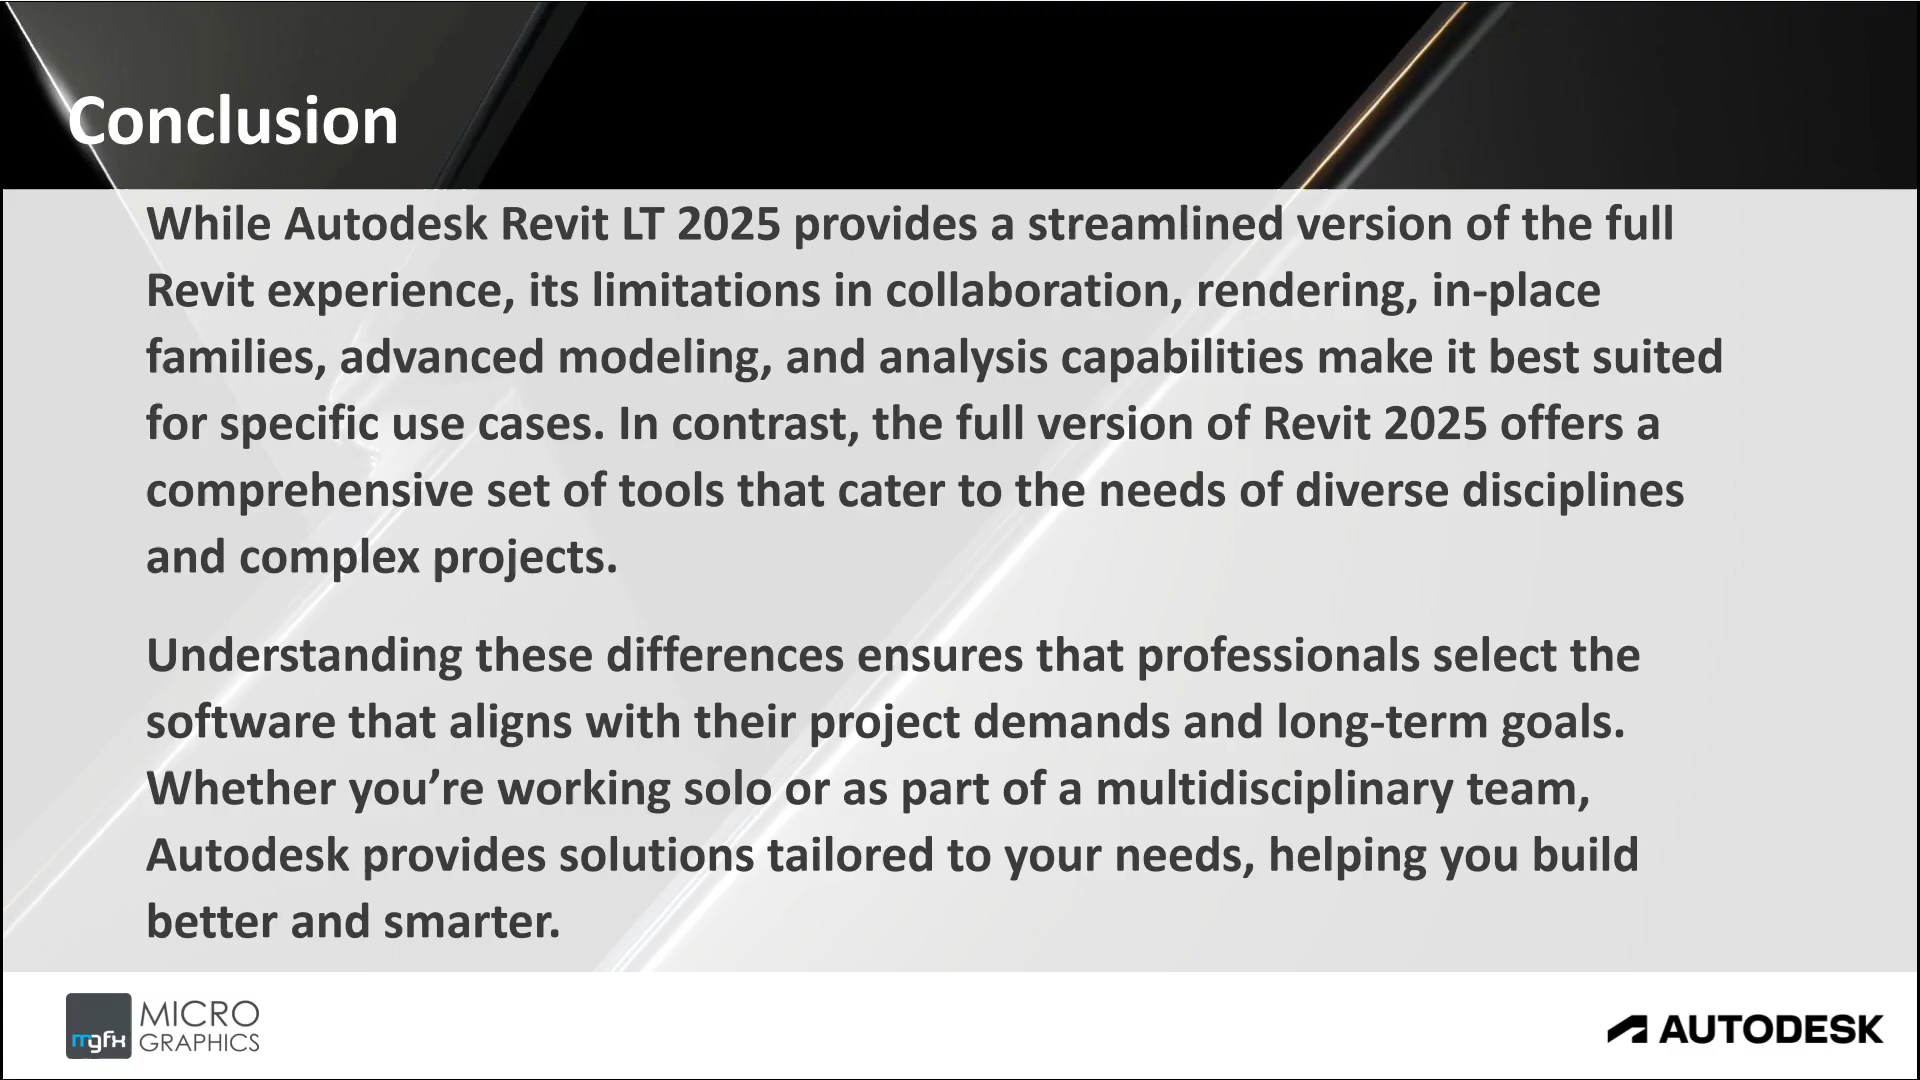 Conclusion
While Autodesk Revit LT 2025 provides a streamlined version of the full
Revit experience, its limitations in collaboration, rendering, in-place
families, advanced modeling, and analysis capabilities make it best suited
for specific use cases. In contrast, the full version of Revit 2025 offers a
comprehensive set of tools that cater to the needs of diverse disciplines
and complex projects.
Understanding these differences ensures that professionals select the
software that aligns with their project demands and long-term goals.
Whether you’re working solo or as part of a multidisciplinary team,
Autodesk provides solutions tailored to your needs, helping you build
better and smarter.
mgfx
MICRO
GRAPHICS
AUTODESK